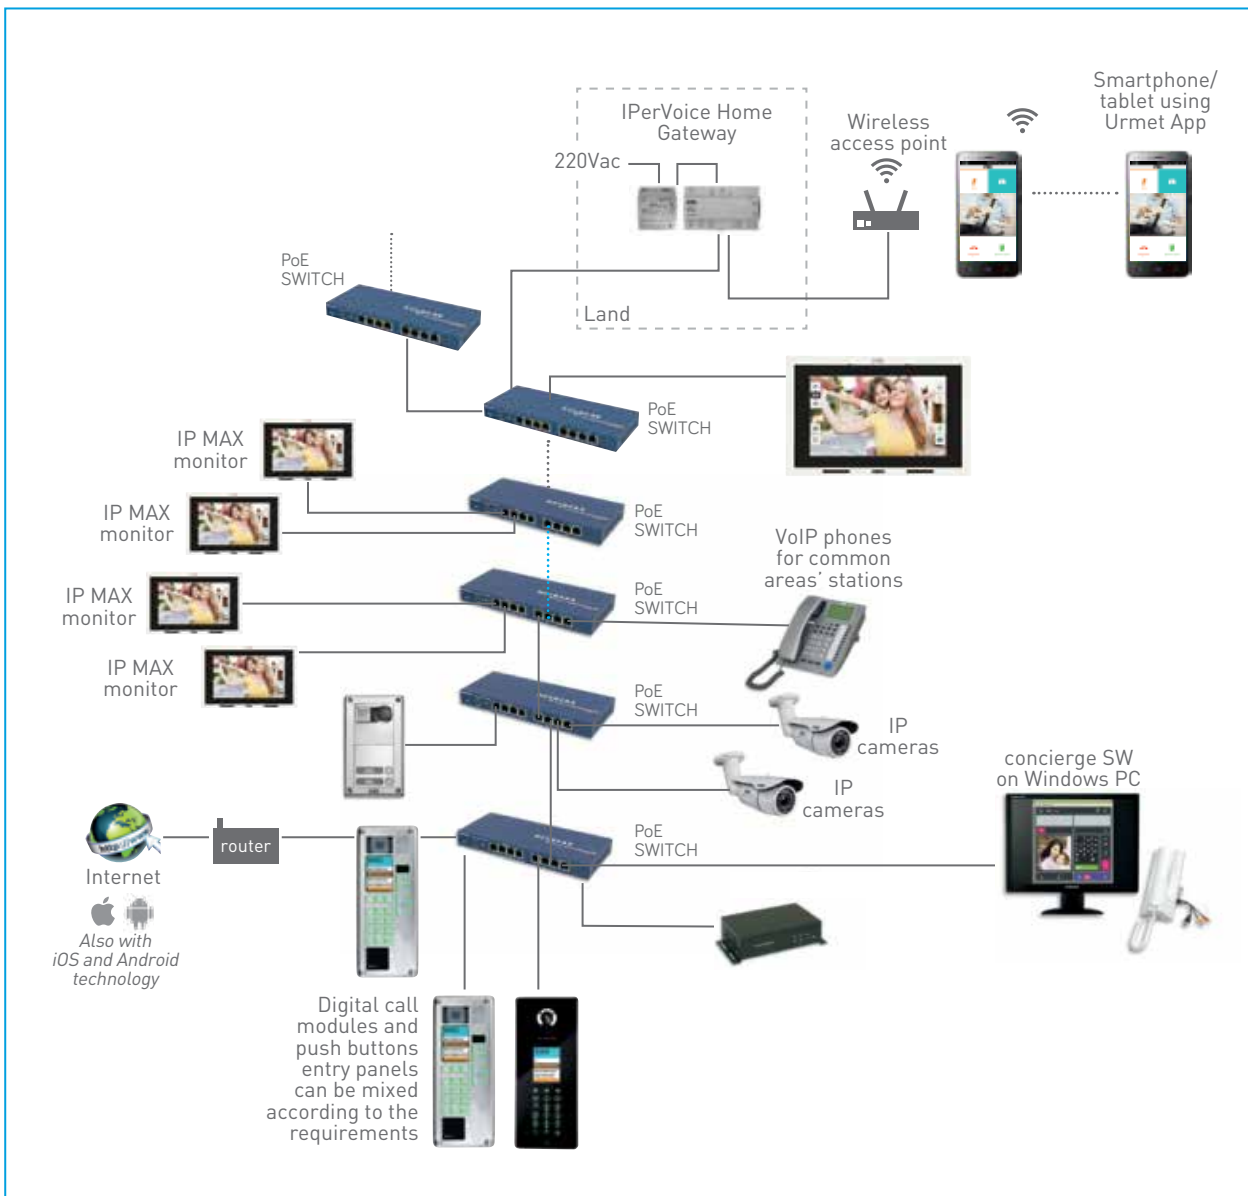 Smartphone/
tablet using
Urmet App
IPerVoice Home
Gateway
Wireless
access point
220Vac
PoE
SWITCH
Land
PoE
SWITCH
IP MAX
monitor
IP MAX
monitor
PoE
SWITCH
VoIP phones
for common
areas' stations
IP MAX
monitor
PoE
SWITCH
IP MAX
monitor
PoE
SWITCH
IP
cameras
IP
cameras
concierge SW
on Windows PC
http://www
router
PoE
SWITCH
Internet
Also with
iOS and Android
technology
Digital call
modules and
push buttons
entry panels
can be mixed
according to the
requirements